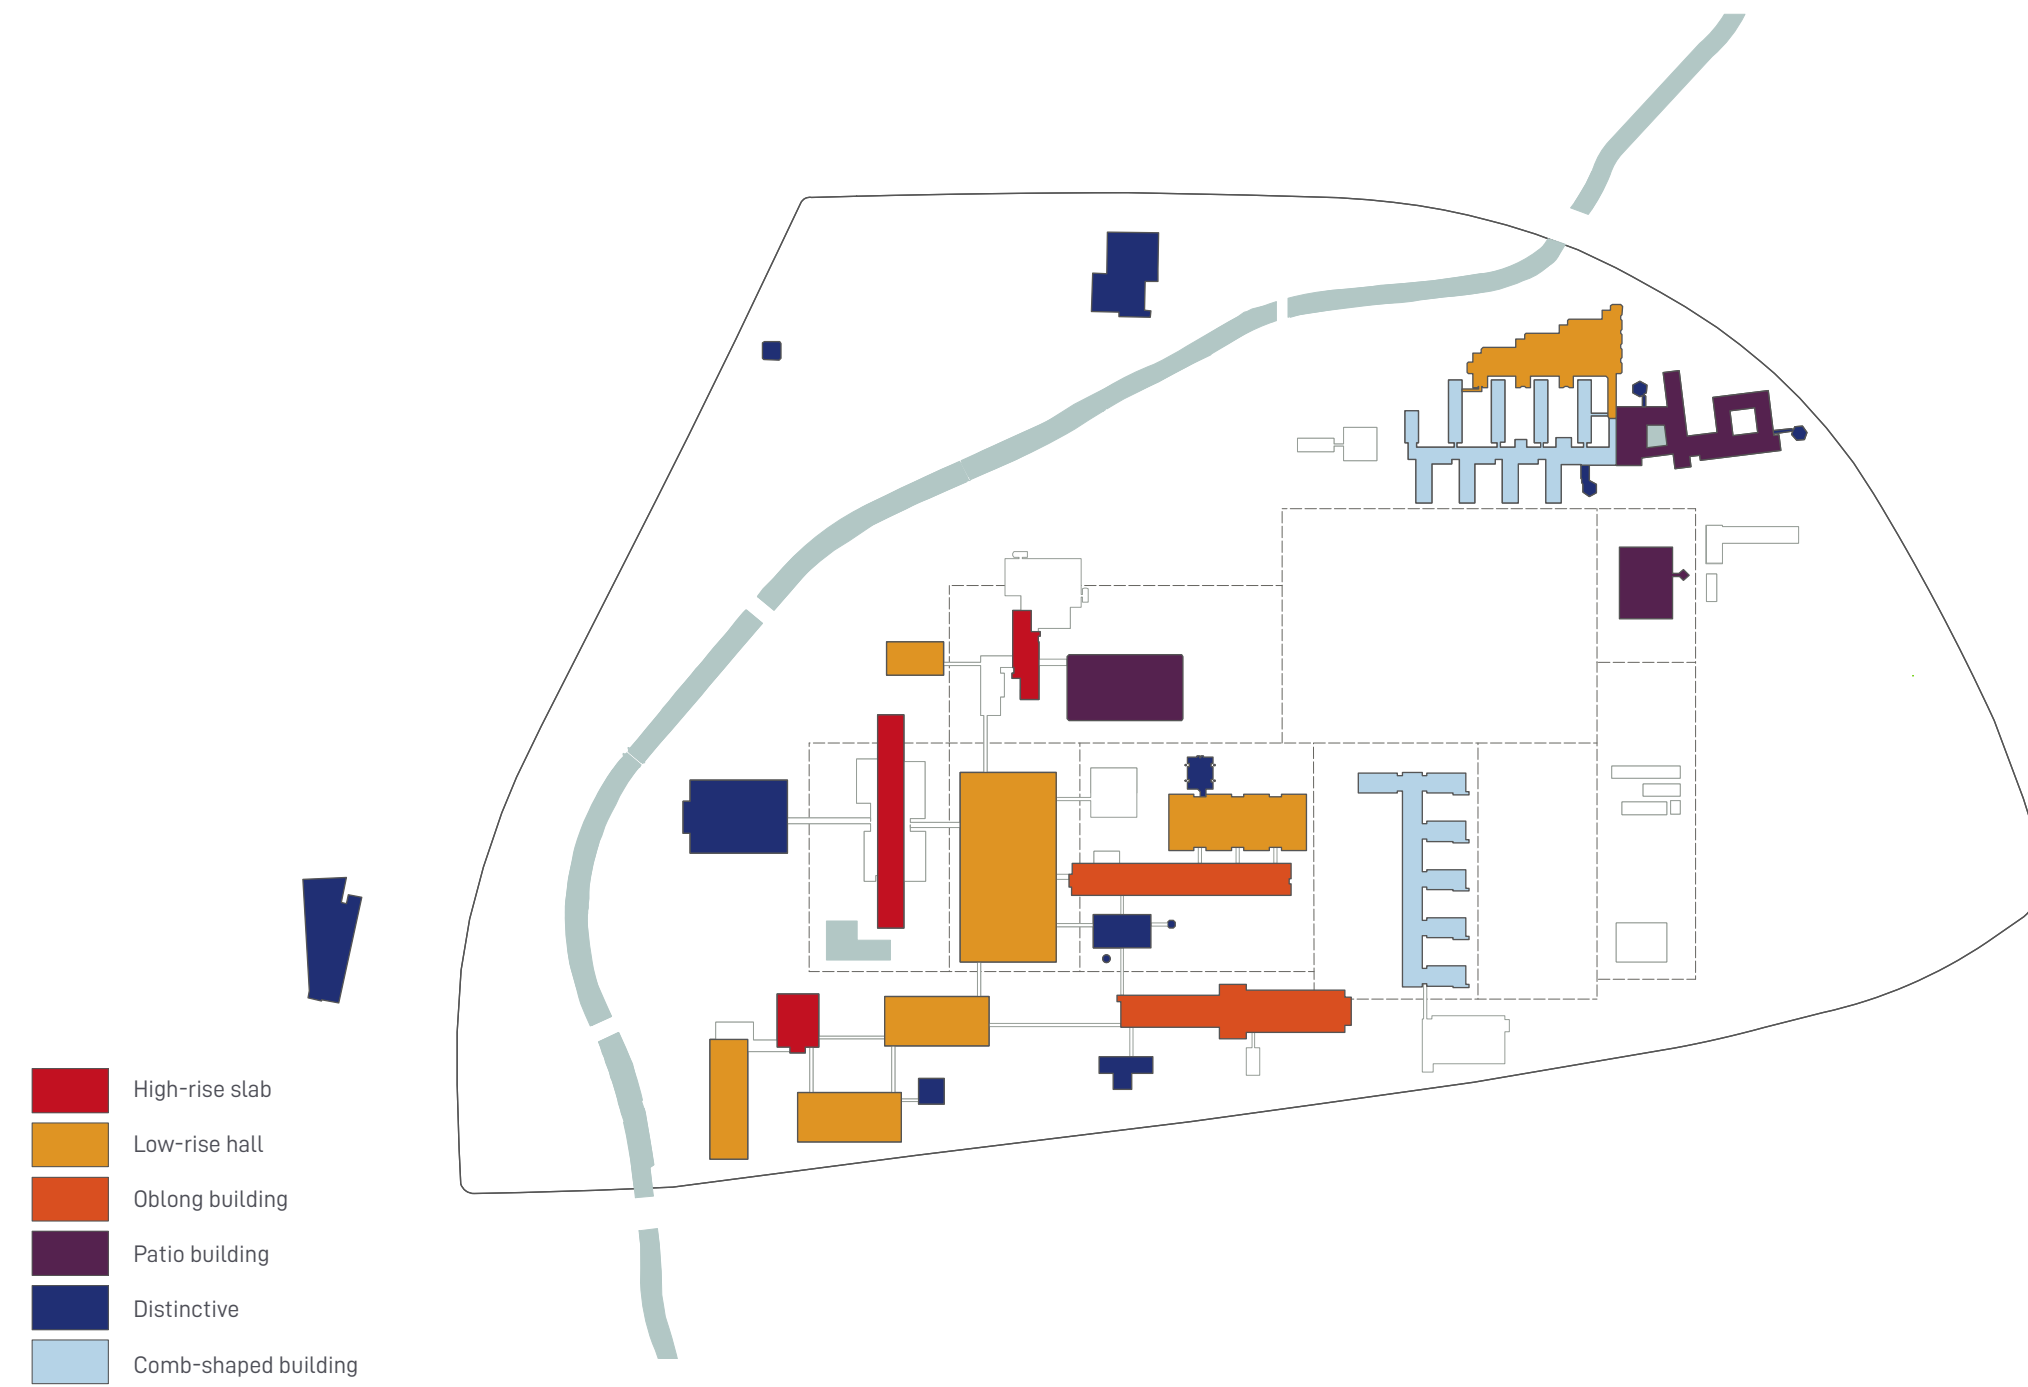 High-rise slab
Low-rise hall
Oblong building
Patio building
Distinctive
Comb-shaped building